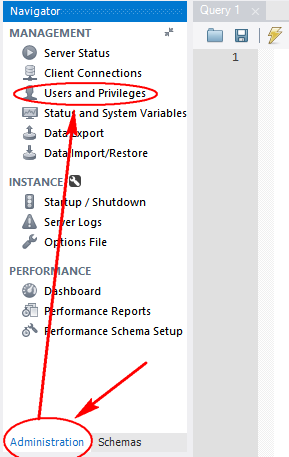 Navigator
MANAGEMENT
Server Status
Client Connections
Users and Privileges
Status and System Variables
Data Export
Data Import/Restore
INSTANCE
Startup / Shutdown
Server Logs
Options File
PERFORMANCE
Dashboard
Performance Reports
Performance Schema Setup
Administration Schemas
Query 1
1